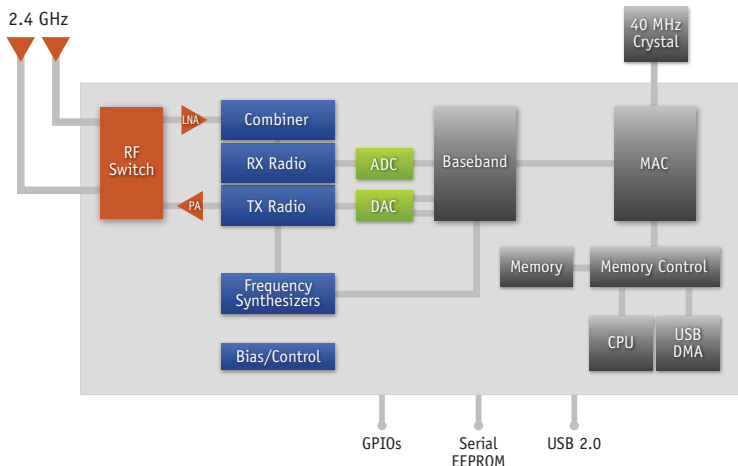 2.4 GHz
40 MHz
Crystal
RF
Switch
LNA
PA
Combiner
RX Radio
TX Radio
ADC
DAC
Baseband
MAC
Frequency
Synthesizers
Bias/Control
Memory
Memory Control
CPU
USB
DMA
GPIOs
Serial
EEPROM
USB 2.0